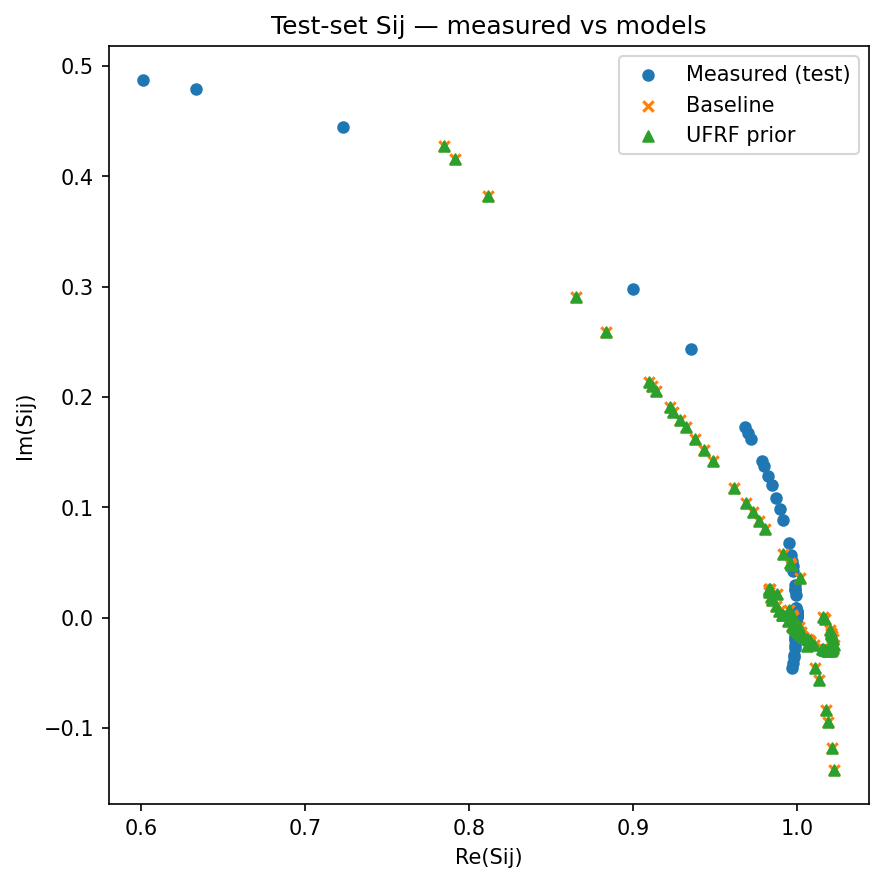 Test-set Sij — measured vs models
Measured (test)
Baseline
UFRF prior
0.5
0.4
0.3
0.2
0.1
0.0
−0.1
Im(Sij)
0.6
0.7
0.8
0.9
1.0
Re(Sij)